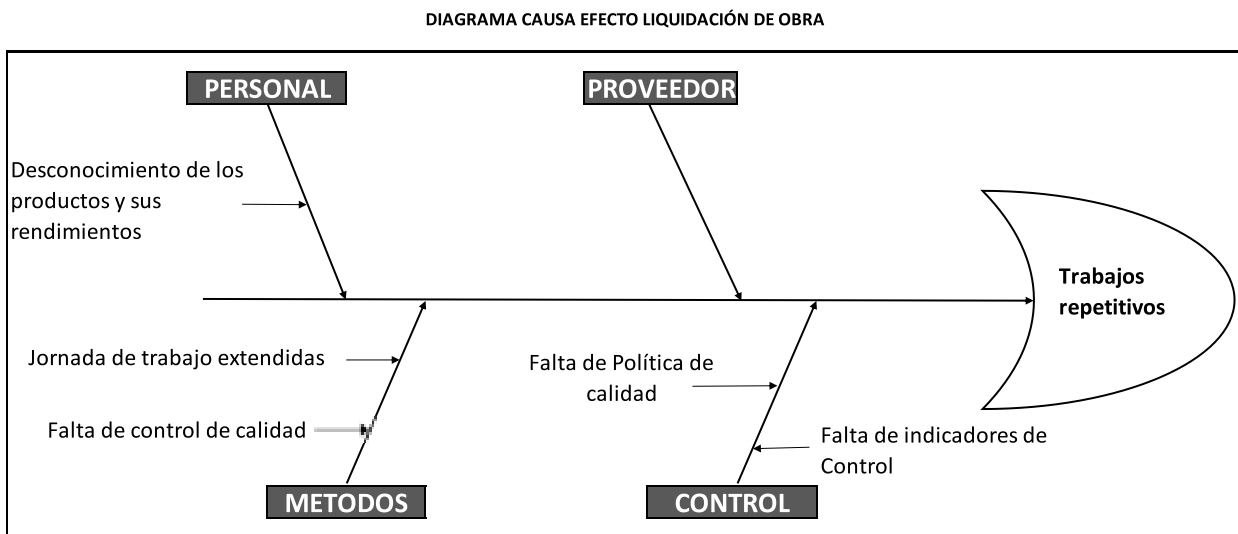 DIAGRAMA CAUSA EFECTO LIQUIDACIÓN DE OBRA
PERSONAL
PROVEEDOR
Desconocimiento de los
productos y sus
rendimientos
Trabajos
repetitivos
Jornada de trabajo extendidas
Falta de Política de
calidad
Falta de control de calidad
Falta de indicadores de
Control
METODOS
CONTROL